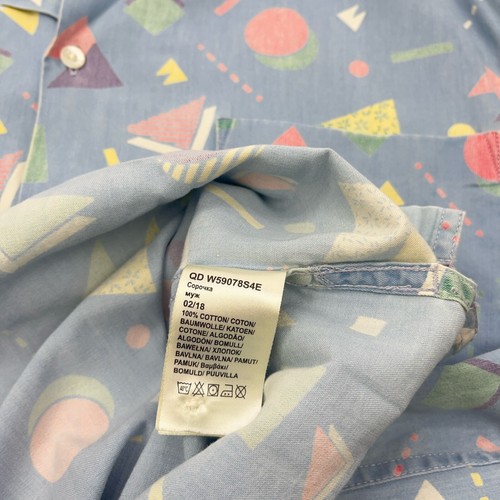 QD W59078S4E
Сорочка
муж
02/18
100% COTTON/ COTON/
BAUMWOLLE/ KATOEN/
COTONE/ ALGODÃO/
ALGODÓN/ BOMULL/
BAWEŁNA/ ХЛОПОК/
BAVLNA/ BAVLNA/ PAMUT/
PAMUK/ Βαμβάκι/
BOMULD/ PUUVILLA